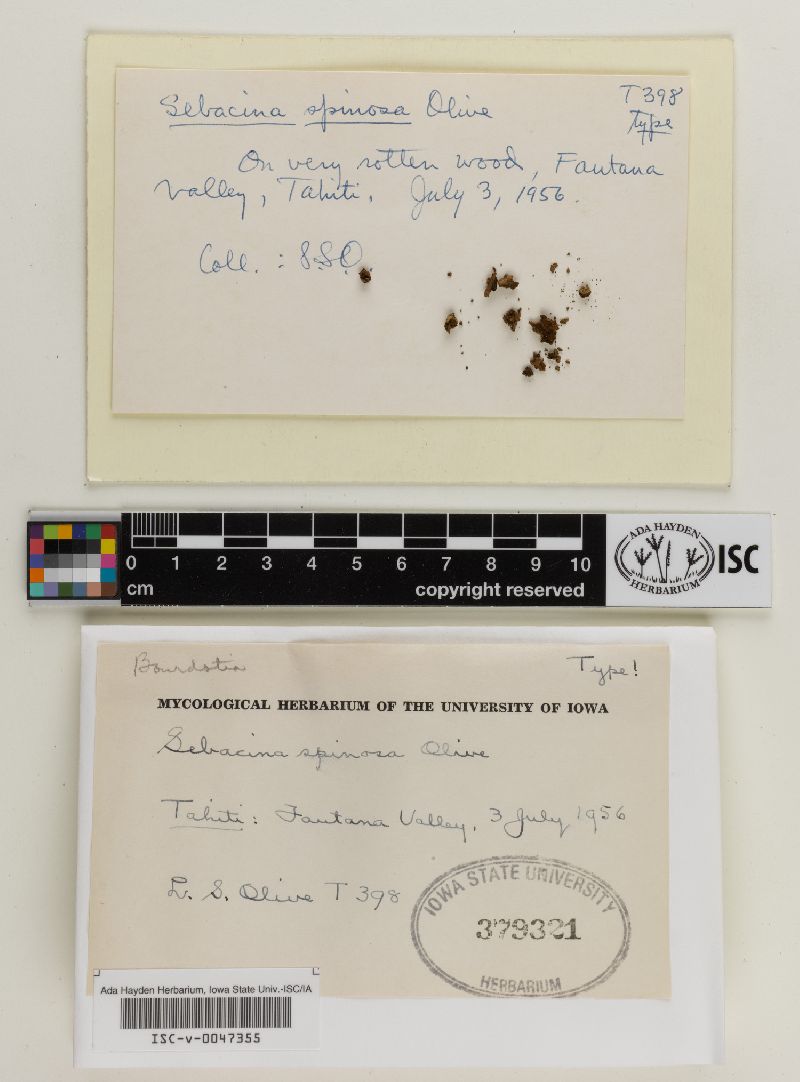 Sebacina spinosa Olive
T 398
Type
On very rotten wood, Fautana
Valley, Tahiti. July 3, 1956.
Coll.: LSO
0 1 2 3 4 5 6 7 8 9 10
cm
copyright reserved
ADA HAYDEN
HERBARIUM
ISC
Bourdotia
Type!
MYCOLOGICAL HERBARIUM OF THE UNIVERSITY OF IOWA
Sebacina spinosa Olive
Tahiti: Fautana Valley, 3 July 1956
L. S. Olive T 398
IOWA STATE UNIVERSITY
379321
HERBARIUM
Ada Hayden Herbarium, Iowa State Univ.-ISC/IA
ISC-v-0047355